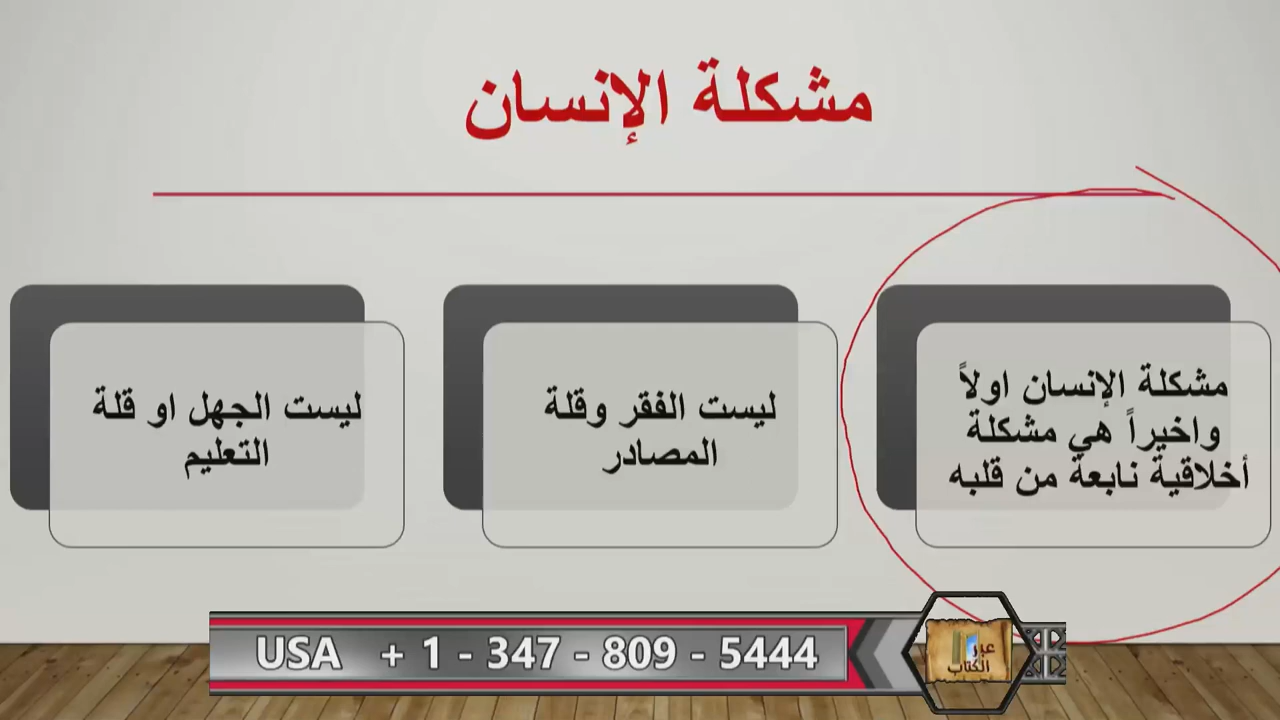 مشكلة الإنسان
مشكلة الإنسان اولاً
واخيراً هي مشكلة
أخلاقية نابعة من قلبه
ليست الفقر وقلة
المصادر
ليست الجهل او قلة
التعليم
USA + 1 - 347 - 809 - 5444
عبر
الكتاب